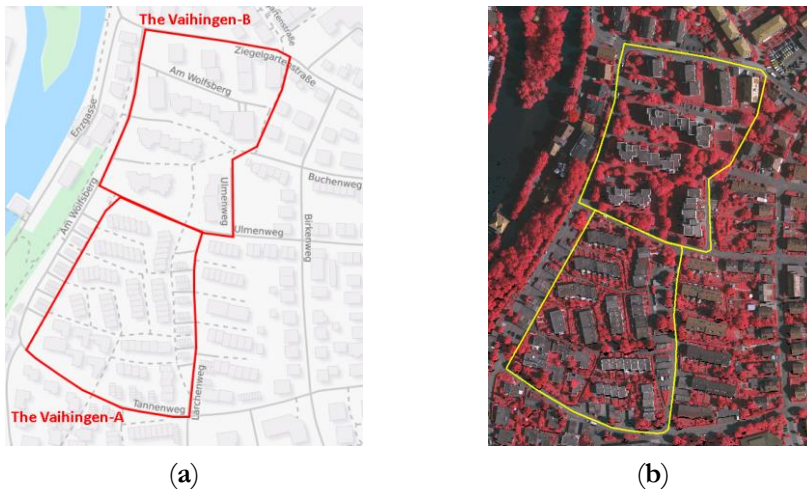 The Vaihingen-B
Ziegelgartenstraße
Am Wolfsberg
Enzgasse
Buchenweg
Ulmenweg
Am Wolfsberg
Ulmenweg
Birkenweg
Tannenweg
Lärchenweg
The Vaihingen-A
(a)
(b)